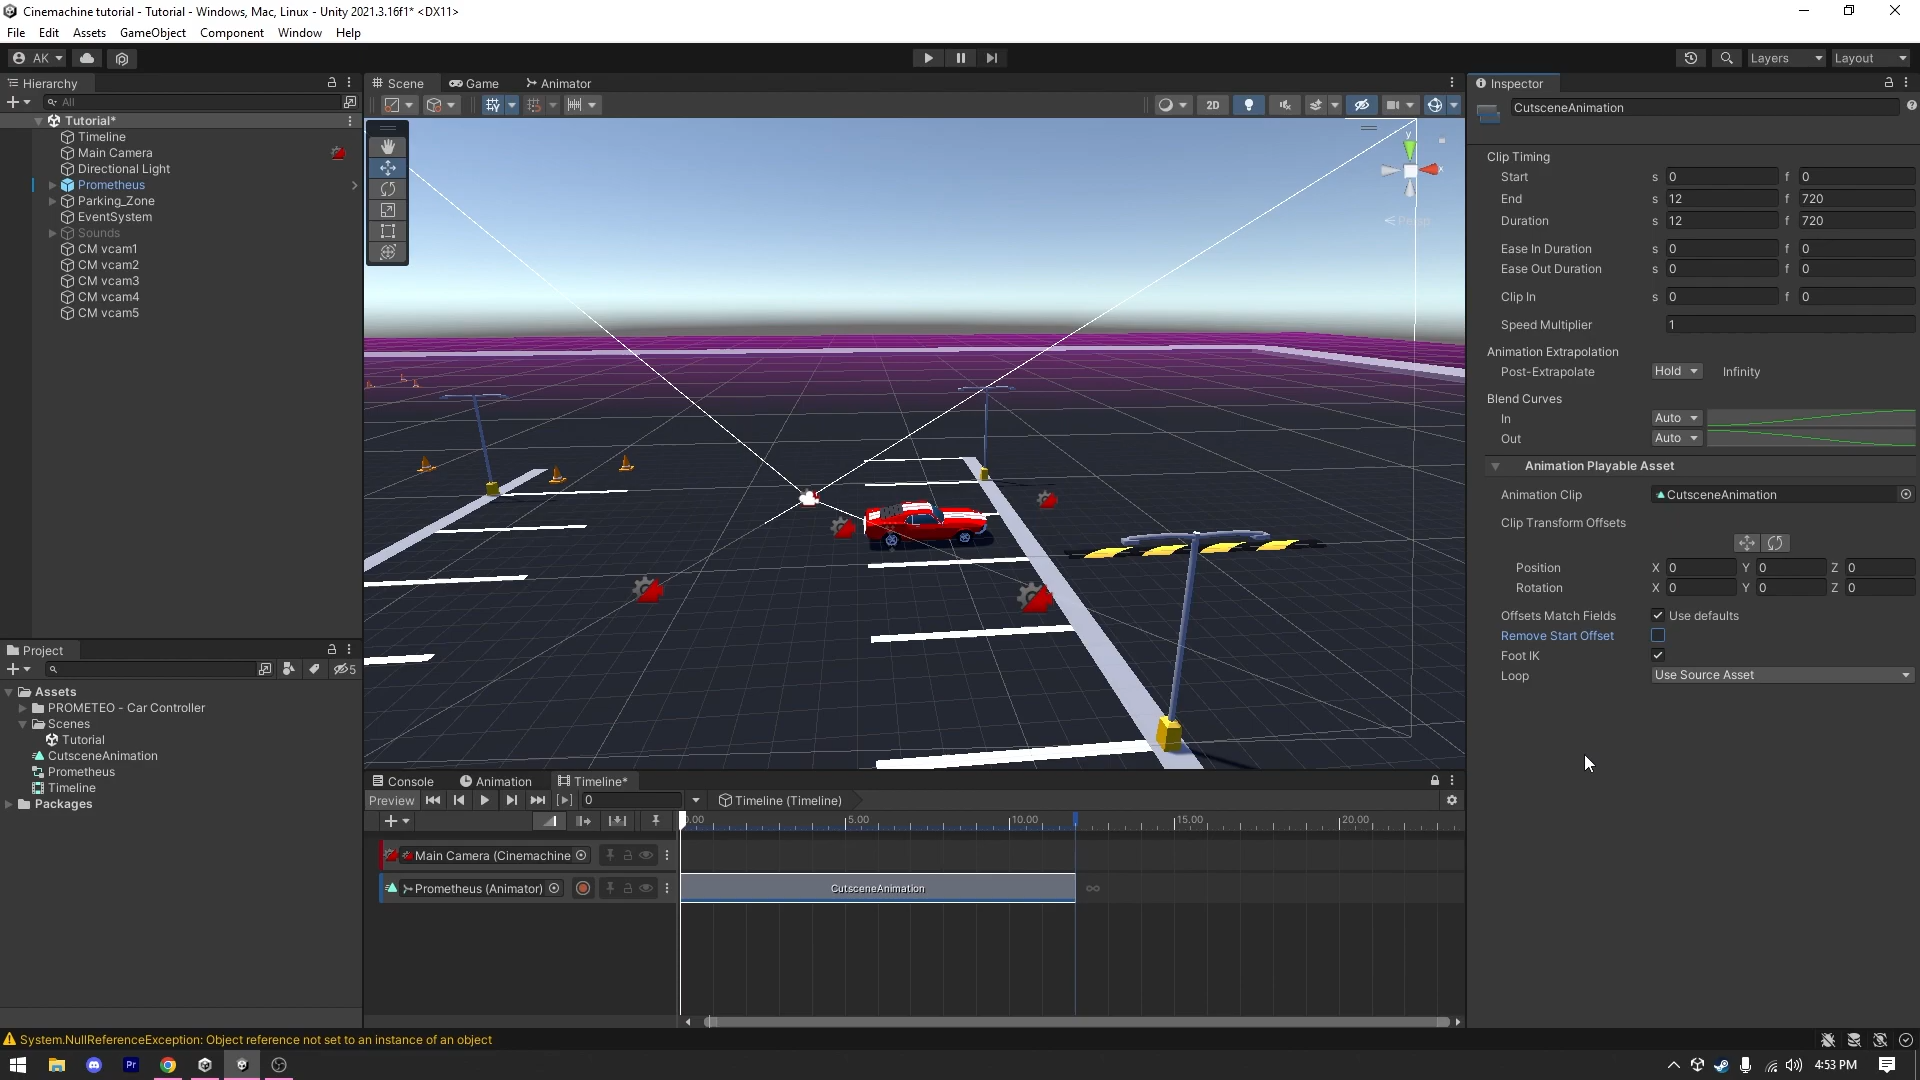 Cinemachine tutorial - Tutorial - Windows, Mac, Linux - Unity 2021.3.16f1* <DX11>
File Edit Assets GameObject Component Window Help
AK
Layers Layout
Hierarchy
All
Tutorial*
Timeline
Main Camera
Directional Light
Prometheus
Parking_Zone
EventSystem
Sounds
CM vcam1
CM vcam2
CM vcam3
CM vcam4
CM vcam5
Scene Game Animator
2D
y
x
Persp
Inspector
CutsceneAnimation
Clip Timing
Start s 0 f 0
End s 12 f 720
Duration s 12 f 720
Ease In Duration s 0 f 0
Ease Out Duration s 0 f 0
Clip In s 0 f 0
Speed Multiplier 1
Animation Extrapolation
Post-Extrapolate Hold Infinity
Blend Curves
In Auto
Out Auto
Animation Playable Asset
Animation Clip CutsceneAnimation
Clip Transform Offsets
Position X 0 Y 0 Z 0
Rotation X 0 Y 0 Z 0
Offsets Match Fields Use defaults
Remove Start Offset
Foot IK
Loop Use Source Asset
Project
5
Assets
PROMETEO - Car Controller
Scenes
Tutorial
CutsceneAnimation
Prometheus
Timeline
Packages
Console Animation Timeline*
Preview 0 Timeline (Timeline)
0.00 5.00 10.00 15.00 20.00
Main Camera (Cinemachine
Prometheus (Animator) CutsceneAnimation
System.NullReferenceException: Object reference not set to an instance of an object
Pr
4:53 PM